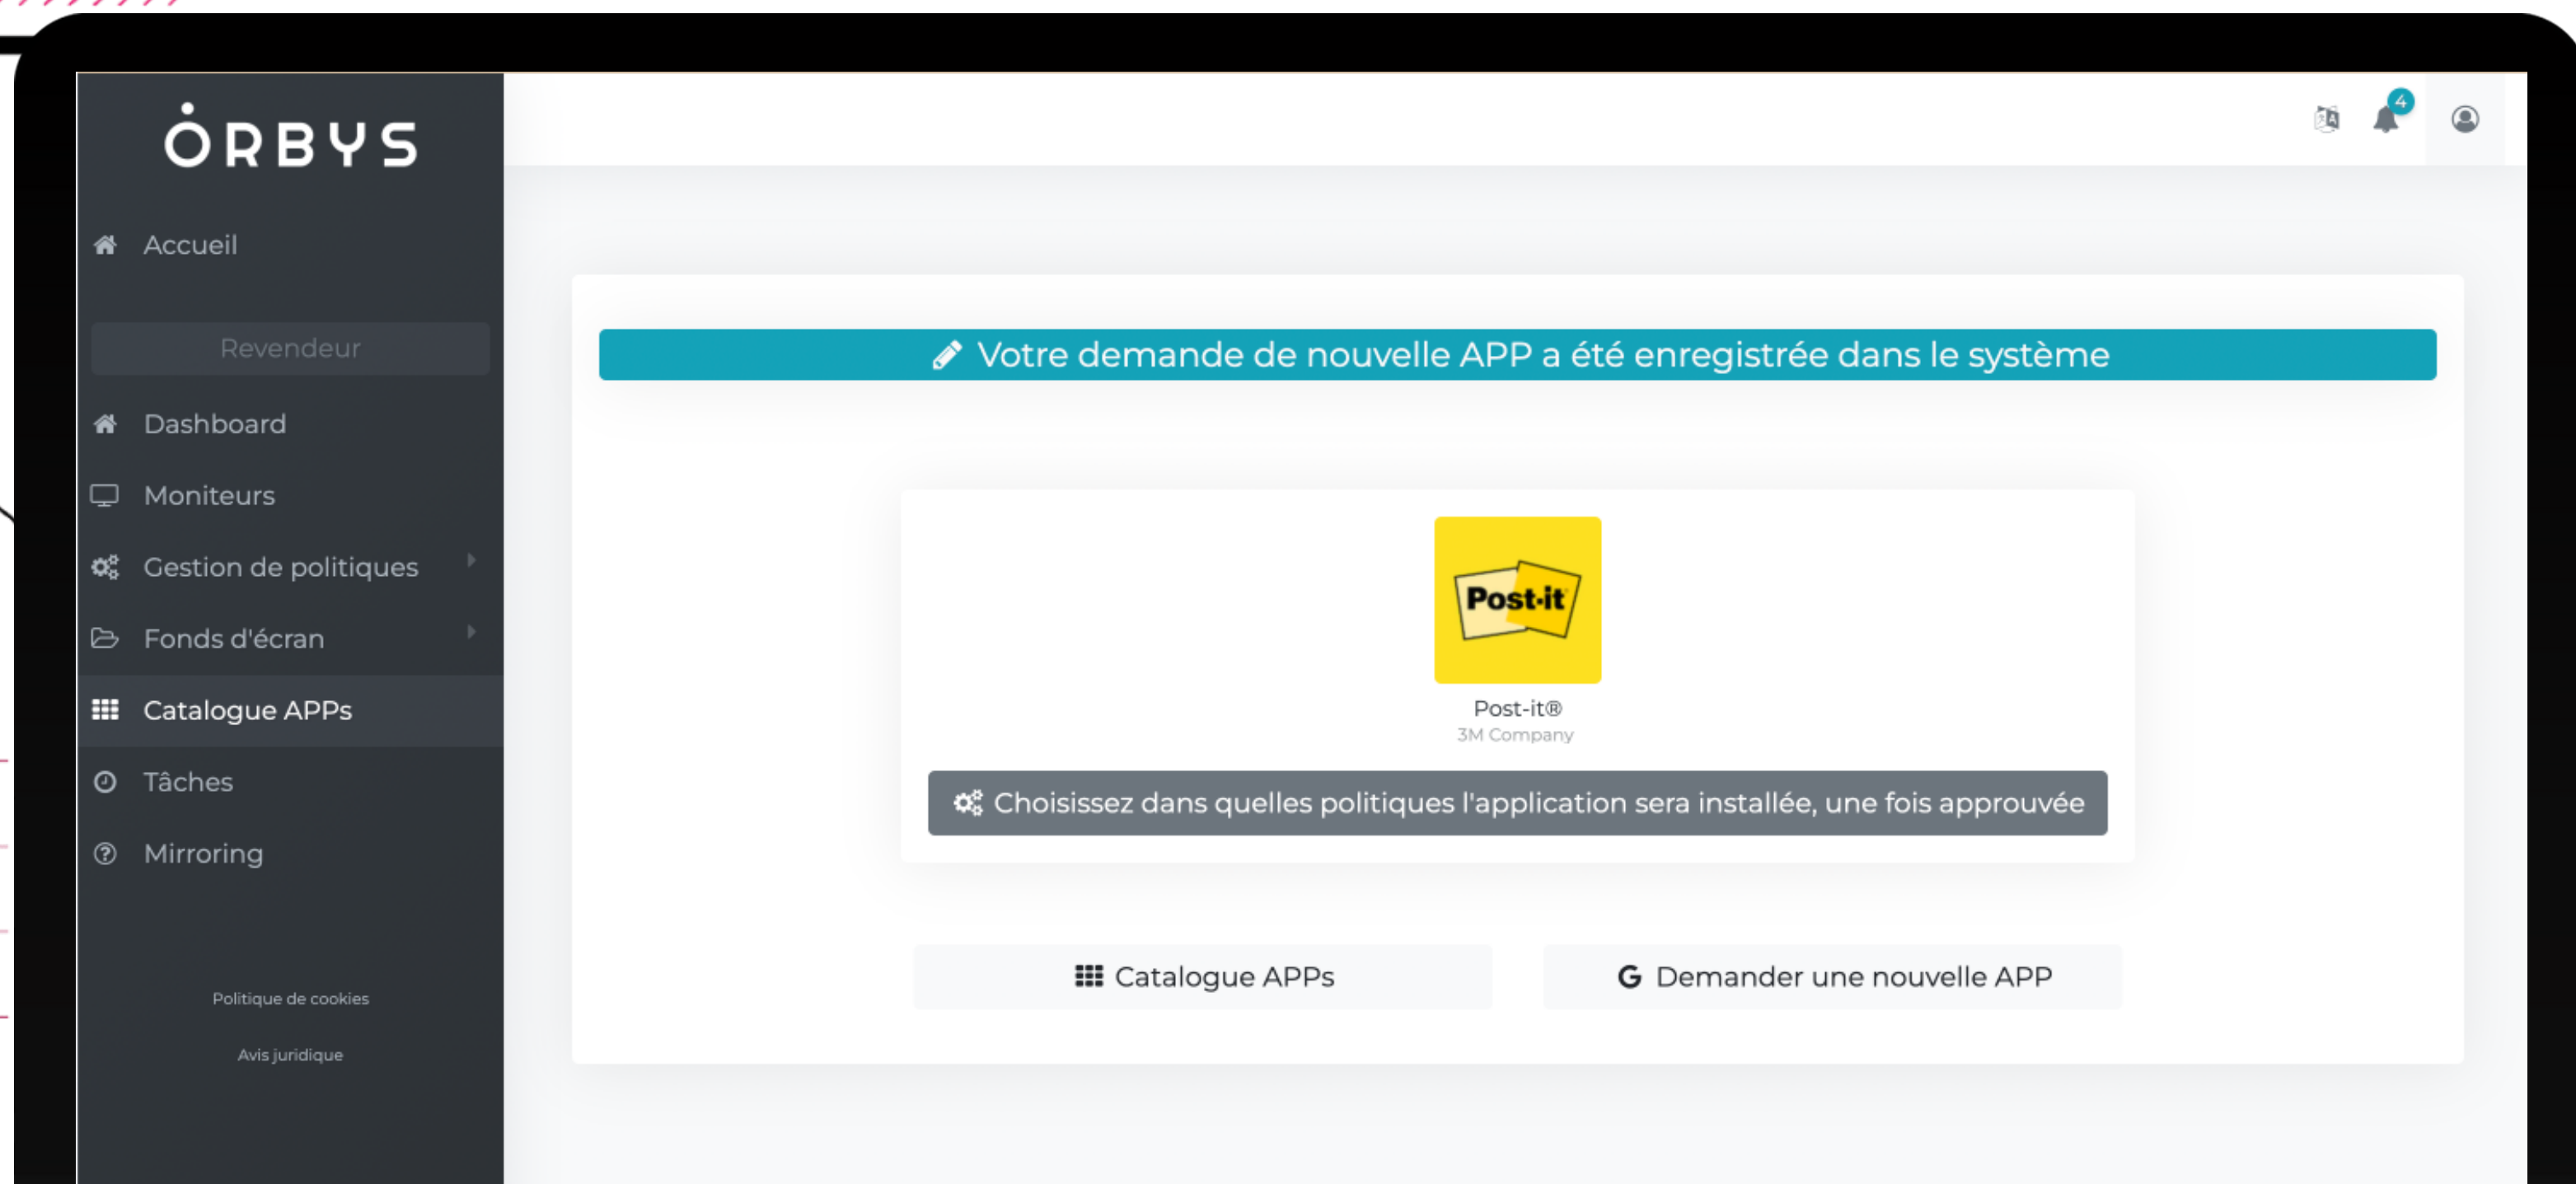 ORBYS
4
Accueil
Revendeur
Dashboard
Moniteurs
Gestion de politiques
Fonds d'écran
Catalogue APPs
Tâches
Mirroring
Politique de cookies
Avis juridique
Votre demande de nouvelle APP a été enregistrée dans le système
Post-it
Post-it®
3M Company
Choisissez dans quelles politiques l'application sera installée, une fois approuvée
Catalogue APPs
G Demander une nouvelle APP